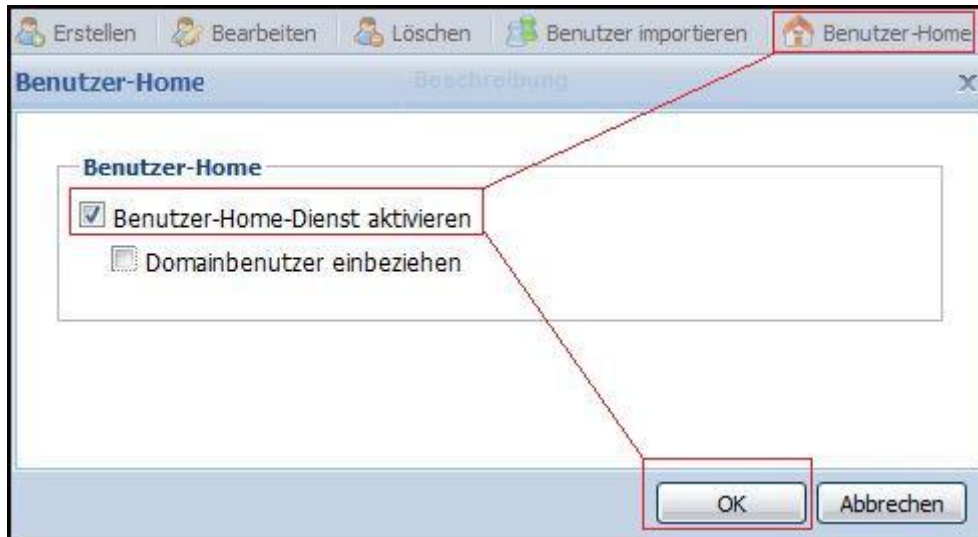 Erstellen Bearbeiten Löschen Benutzer importieren Benutzer-Home
Benutzer-Home Beschreibung x
Benutzer-Home
Benutzer-Home-Dienst aktivieren
Domainbenutzer einbeziehen
OK Abbrechen